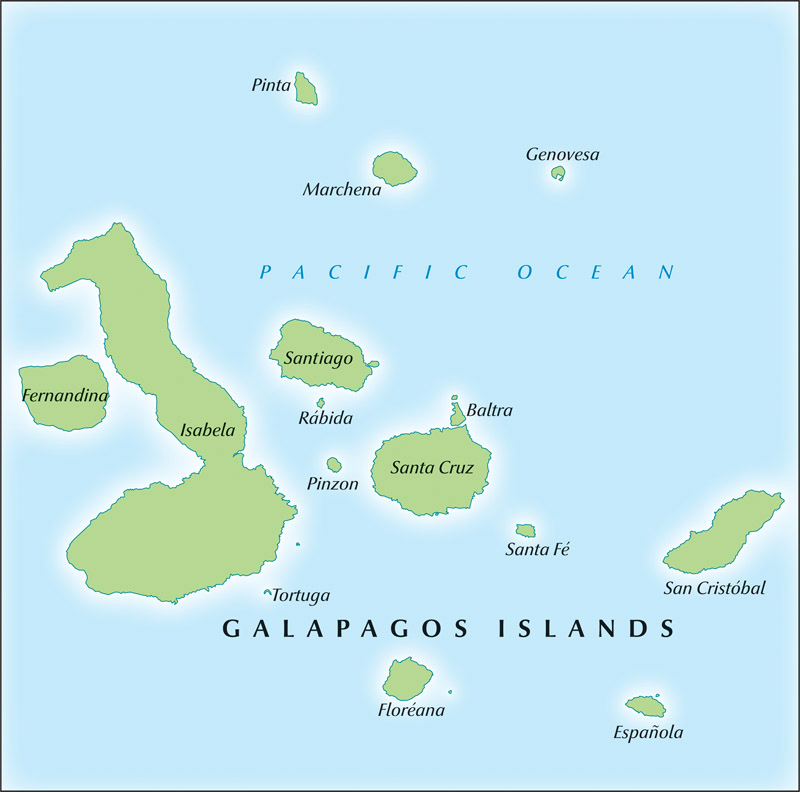 Pinta
Genovesa
Marchena
PACIFIC OCEAN
Santiago
Fernandina
Rábida
Baltra
Isabela
Santa Cruz
Pinzon
Santa Fé
San Cristóbal
Tortuga
GALAPAGOS ISLANDS
Floréana
Española